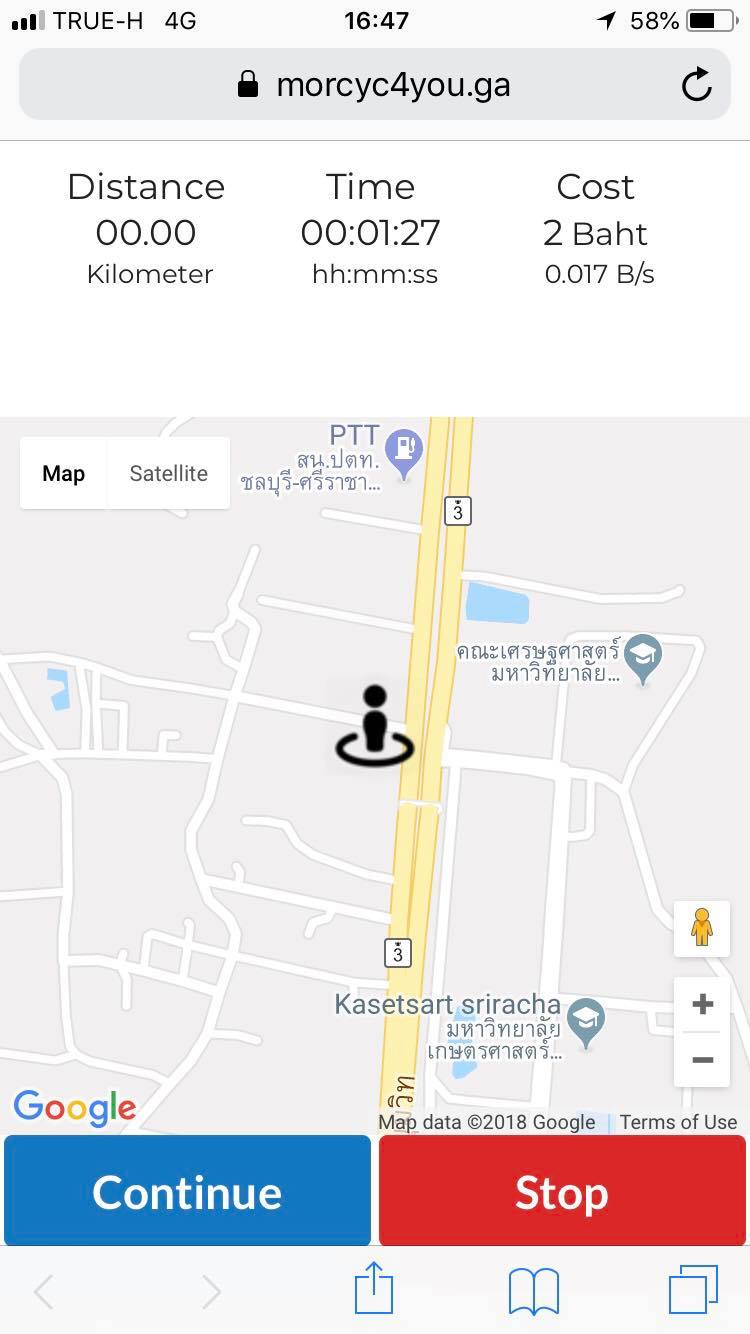 TRUE-H 4G 16:47 58%
morcyc4you.ga
Distance Time Cost
00.00 00:01:27 2 Baht
Kilometer hh:mm:ss 0.017 B/s
Map Satellite
PTT
สน.ปตท.
ชลบุรี-ศรีราชา...
3
คณะเศรษฐศาสตร์
มหาวิทยาลัย...
3
Kasetsart sriracha
มหาวิทยาลัย
เกษตรศาสตร์...
Google
Map data ©2018 Google Terms of Use
Continue Stop